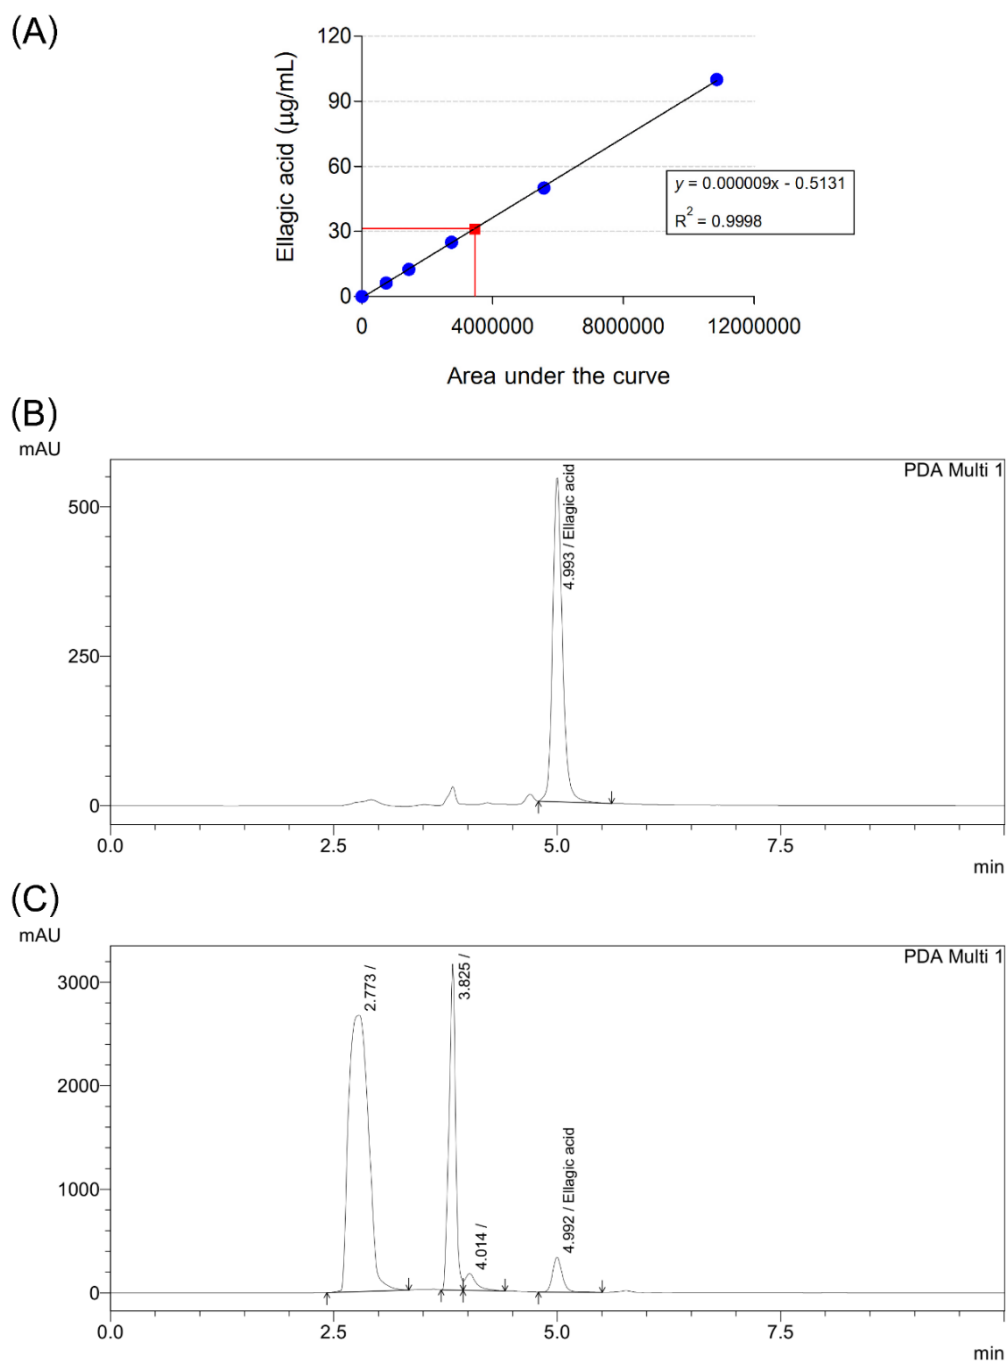 (A)
Ellagic acid (µg/mL)
120
90
60
30
0
y = 0.000009x - 0.5131
R² = 0.9998
0 4000000 8000000 12000000
Area under the curve
(B)
mAU
PDA Multi 1
500
250
0
4.993 / Ellagic acid
0.0 2.5 5.0 7.5
min
(C)
mAU
PDA Multi 1
3000
2000
1000
0
2.773 /
3.825 /
4.014 /
4.992 / Ellagic acid
0.0 2.5 5.0 7.5
min